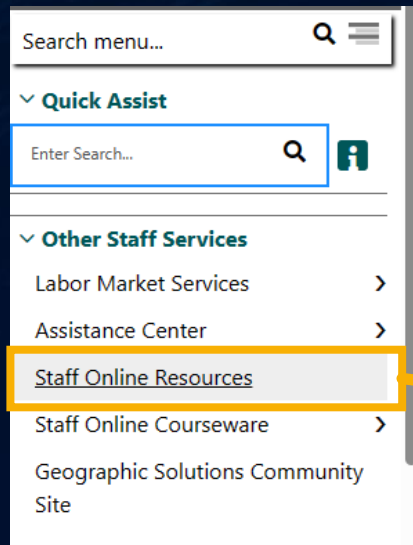 Search menu...
Quick Assist
Enter Search...
Other Staff Services
Labor Market Services
Assistance Center
Staff Online Resources
Staff Online Courseware
Geographic Solutions Community
Site